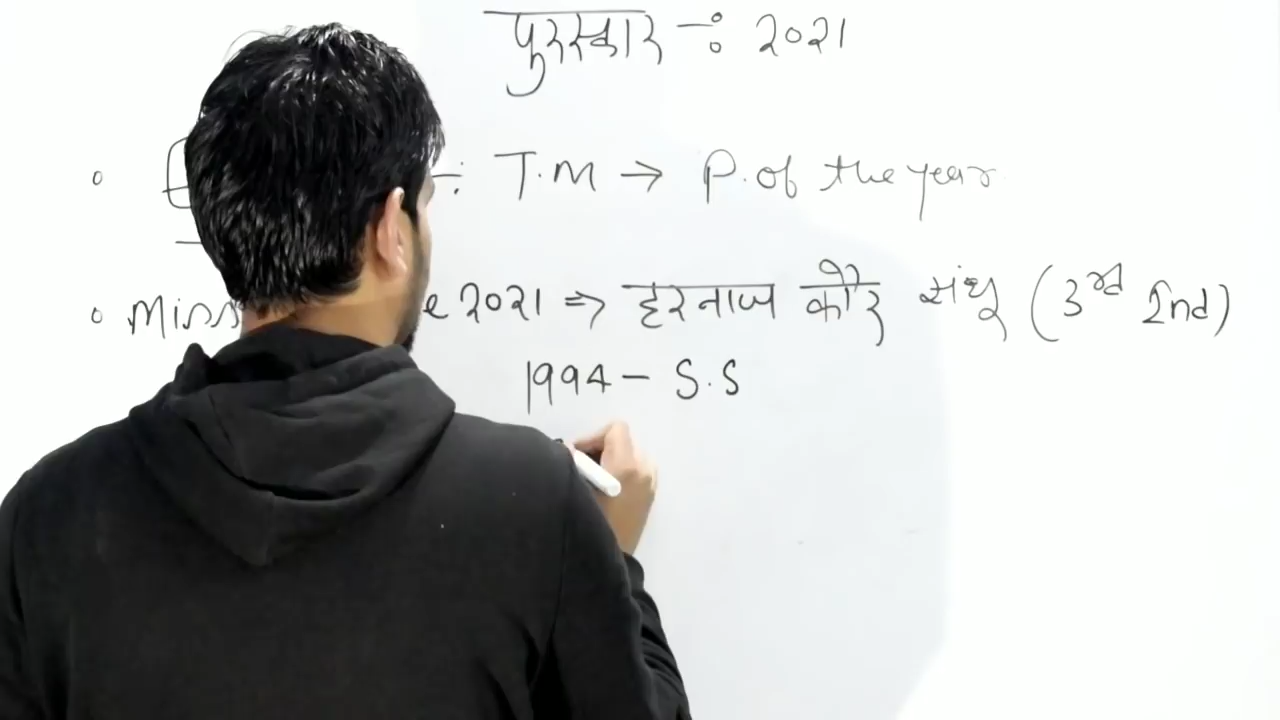 पुरस्कार -: 2021
÷ T.M → P. of the year
Miss e 2021 ⇒ हरनाज कौर संधू (3rd Ind)
1994 - S.S